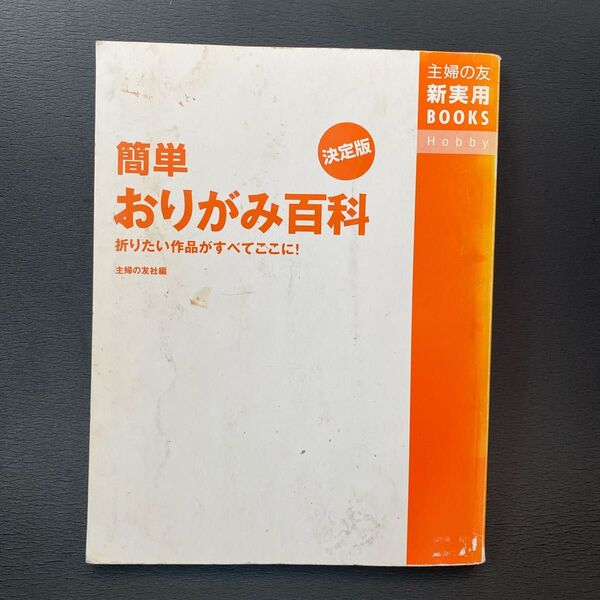 主婦の友
新実用
BOOKS
Hobby
決定版
簡単
おりがみ百科
折りたい作品がすべてここに!
主婦の友社編